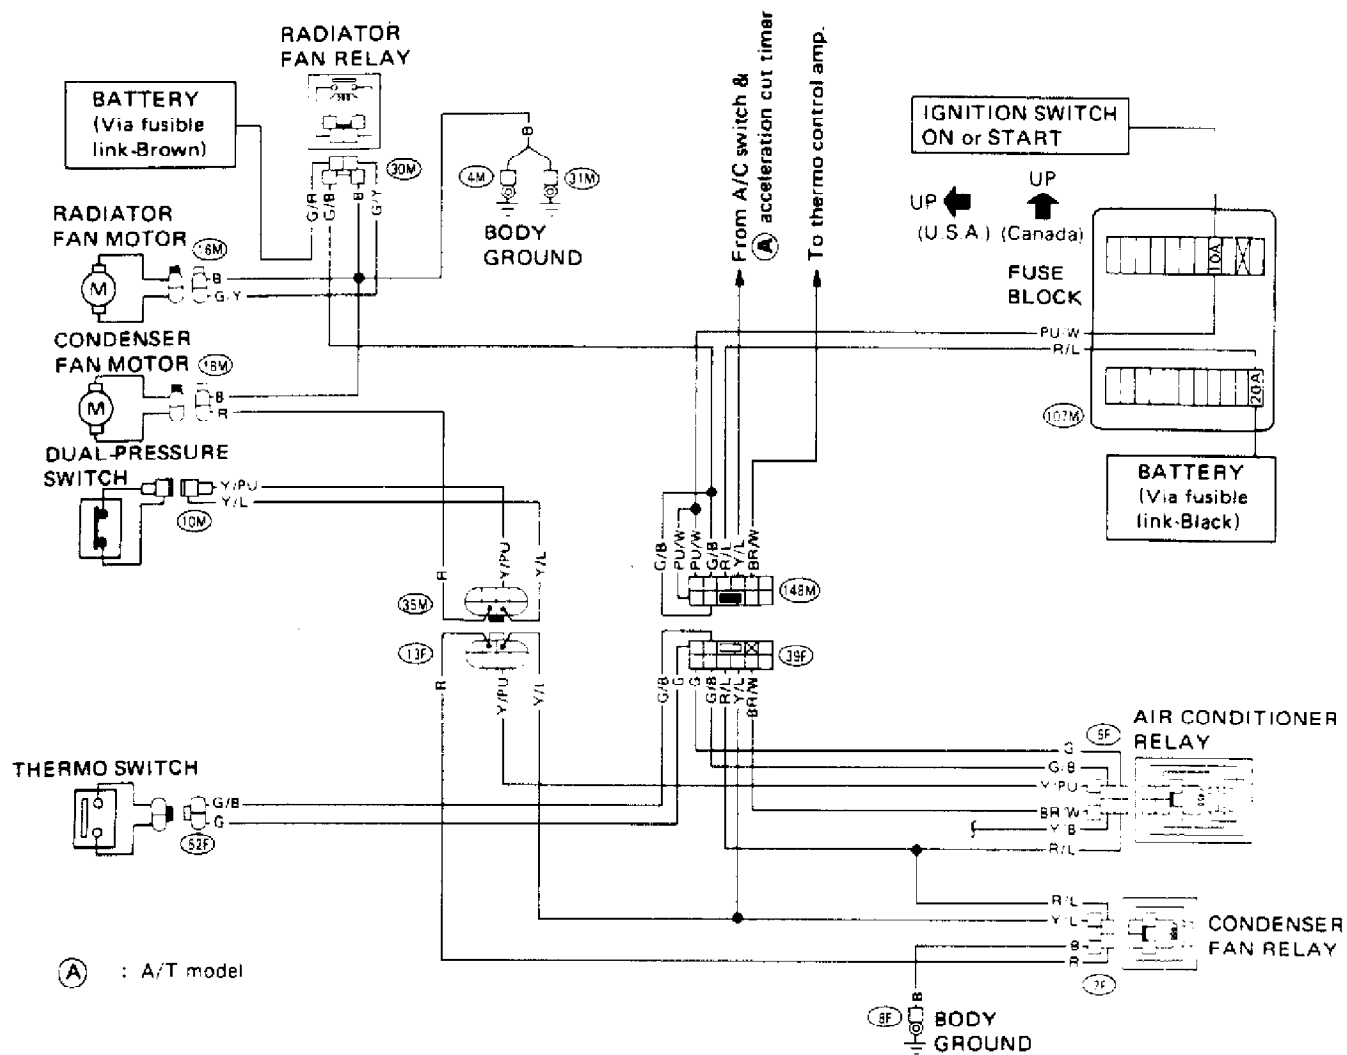 RADIATOR
FAN RELAY
BATTERY
(Via fusible
link-Brown)
30M
G/R
G/B
B
G/Y
B
4M
31M
BODY
GROUND
From A/C switch &
Ⓐ acceleration cut timer
To thermo control amp.
IGNITION SWITCH
ON or START
UP
(U.S.A.)
UP
(Canada)
FUSE
BLOCK
10A
20A
107M
PU/W
R/L
BATTERY
(Via fusible
link-Black)
RADIATOR
FAN MOTOR
16M
M
B
G/Y
CONDENSER
FAN MOTOR
18M
M
B
R
DUAL-PRESSURE
SWITCH
Y/PU
Y/L
10M
R
Y/PU
Y/L
13F
R
Y/PU
Y/L
G/B
PU/W
PU/W
G/B
R/L
Y/L
BR/W
148M
39F
G/B
G
G
G/B
R/L
Y/L
BR/W
THERMO SWITCH
G/B
G
52F
AIR CONDITIONER
RELAY
G
G/B
Y/PU
BR/W
Y/B
R/L
R/L
Y/L
B
R
7F
CONDENSER
FAN RELAY
B
8F
BODY
GROUND
Ⓐ : A/T model